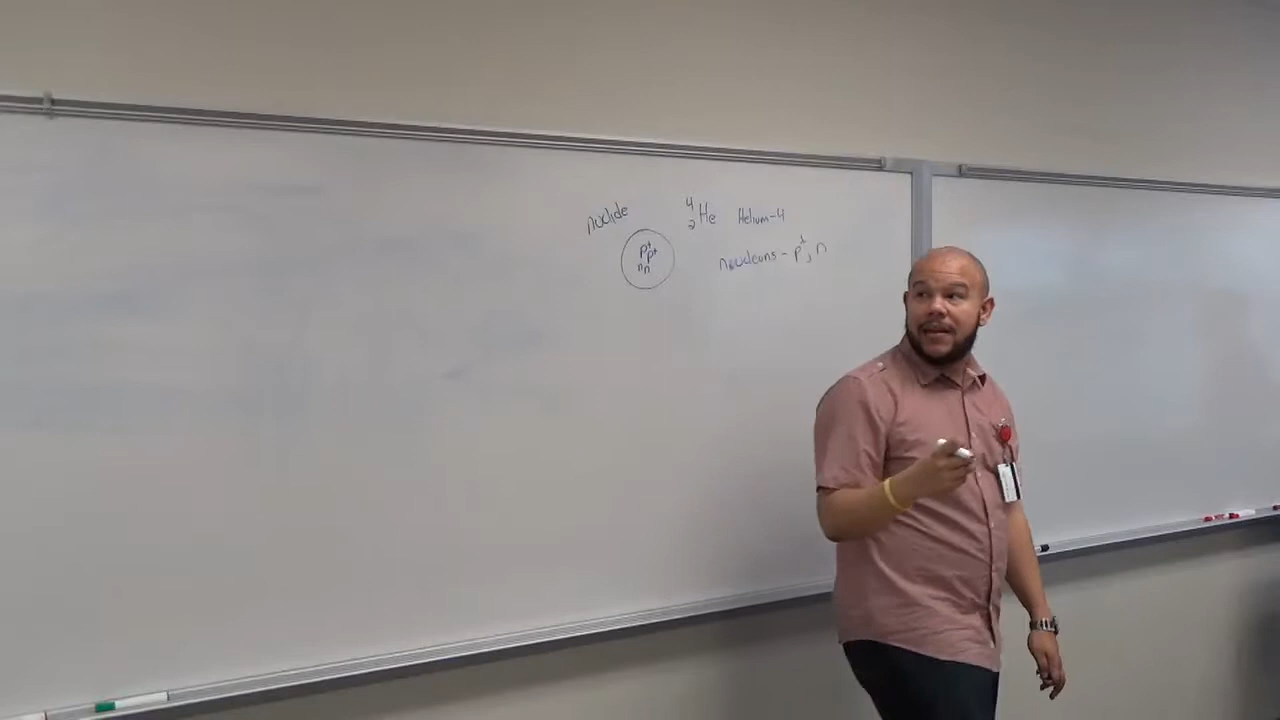 nuclide
⁴₂He Helium-4
p⁺
p⁺
nn
nucleons - p⁺, n